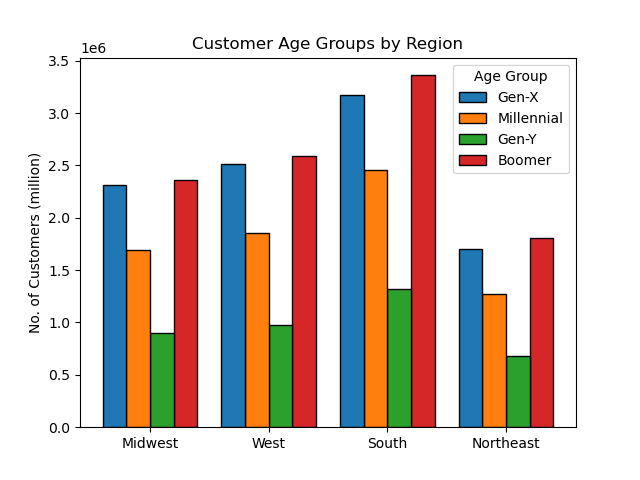 Customer Age Groups by Region
1e6
3.5
3.0
2.5
2.0
1.5
1.0
0.5
0.0
No. of Customers (million)
Age Group
Gen-X
Millennial
Gen-Y
Boomer
Midwest
West
South
Northeast